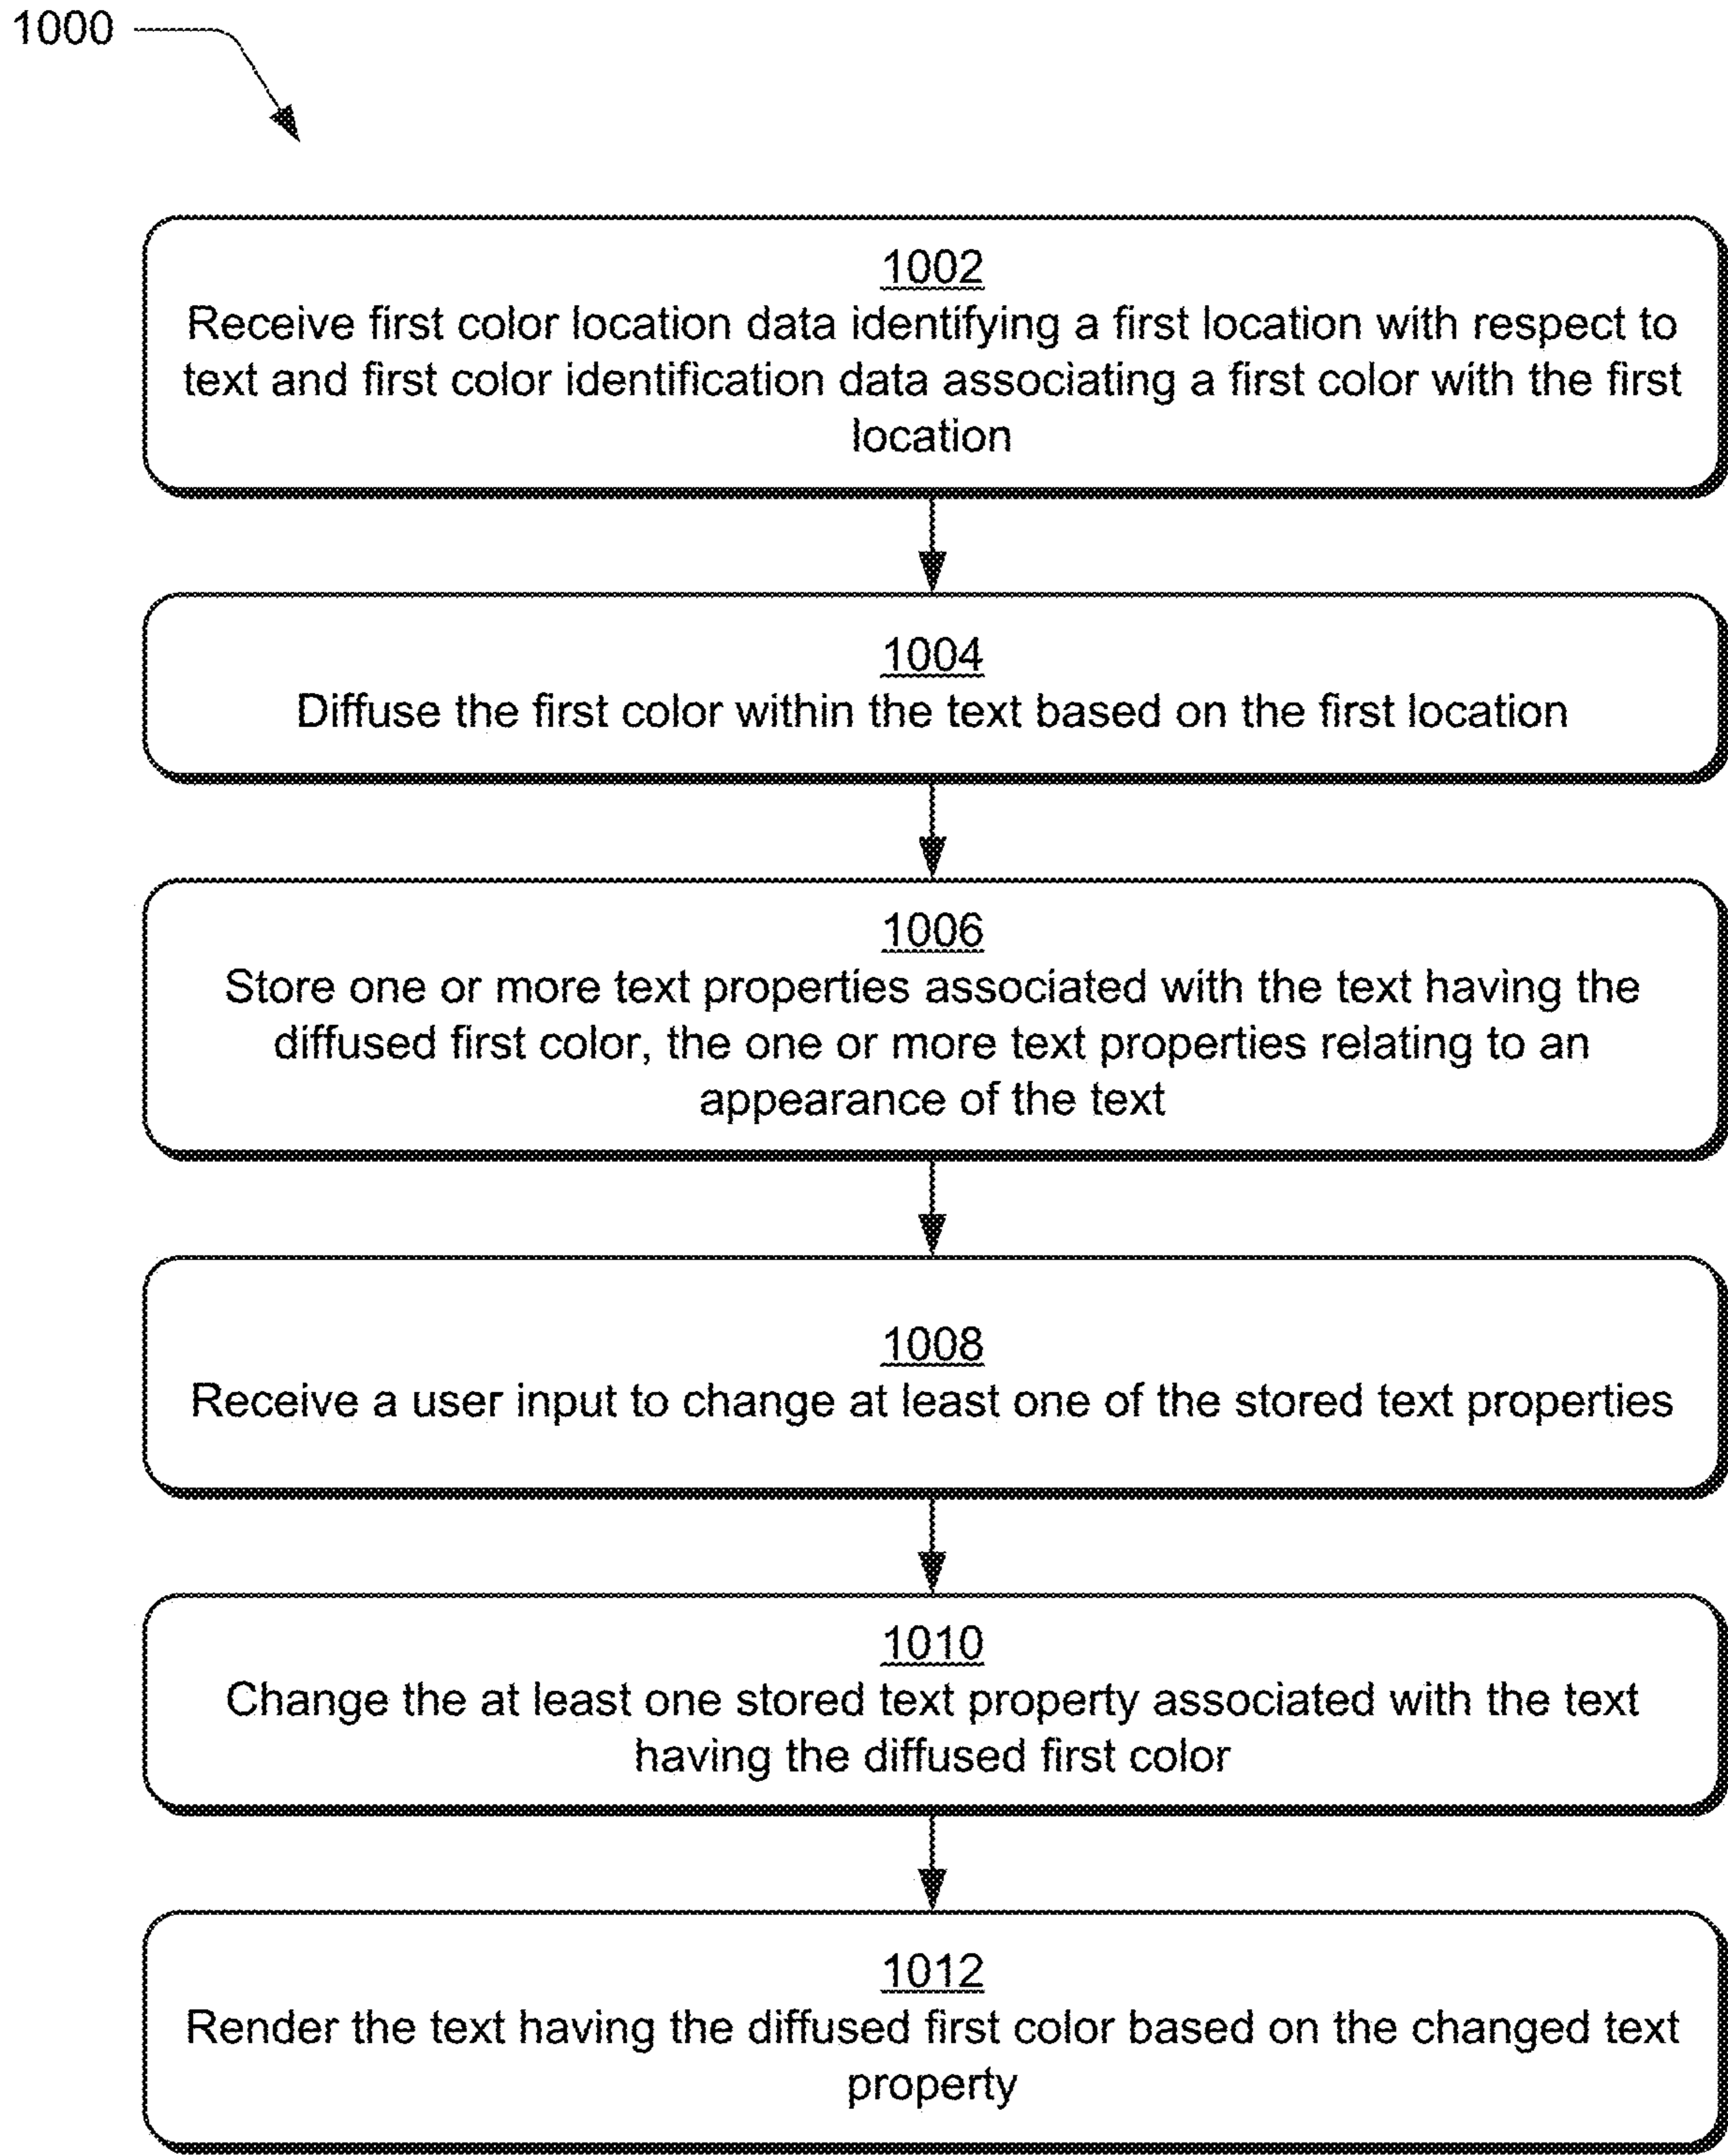 1000
1002
Receive first color location data identifying a first location with respect to
text and first color identification data associating a first color with the first
location
1004
Diffuse the first color within the text based on the first location
1006
Store one or more text properties associated with the text having the
diffused first color, the one or more text properties relating to an
appearance of the text
1008
Receive a user input to change at least one of the stored text properties
1010
Change the at least one stored text property associated with the text
having the diffused first color
1012
Render the text having the diffused first color based on the changed text
property